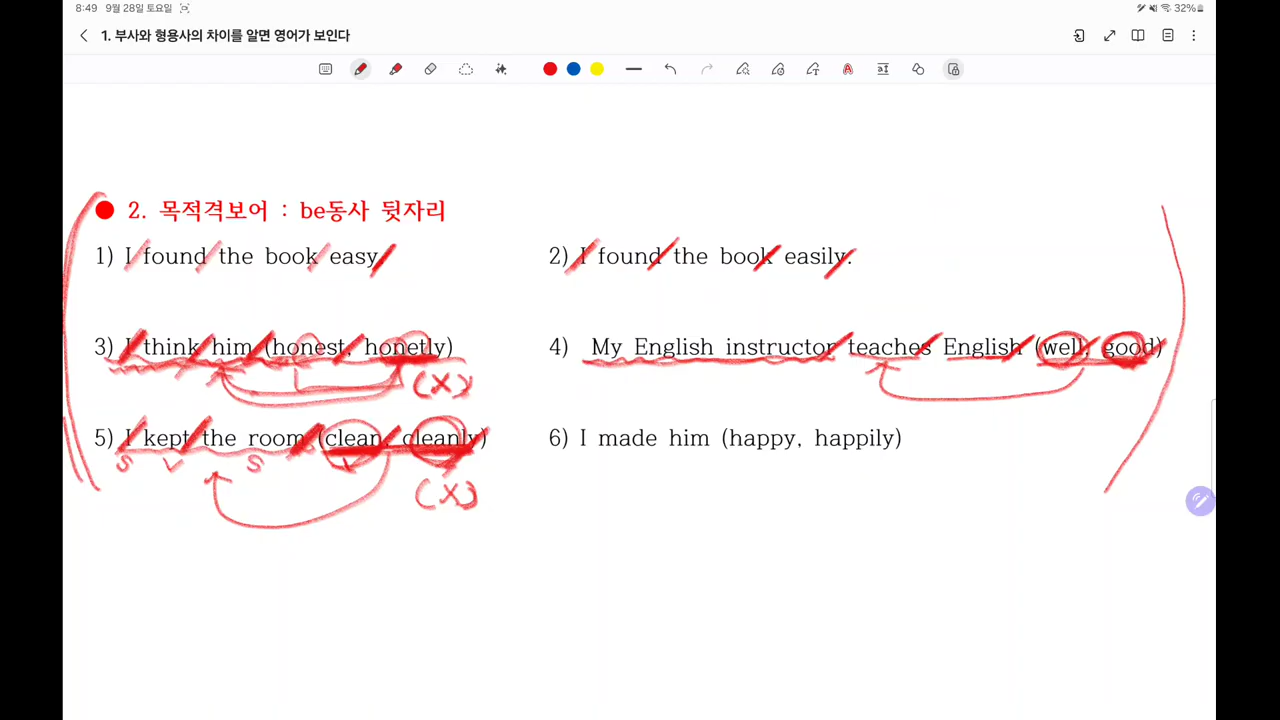 8:49 9월 28일 토요일 32%
1. 부사와 형용사의 차이를 알면 영어가 보인다
2. 목적격보어 : be동사 뒷자리
1) I found the book easy.
2) I found the book easily.
3) I think him (honest, honetly)
4) My English instructor teaches English (well, good)
(X)
5) I kept the room (clean, cleanly)
6) I made him (happy, happily)
S V S
(X)